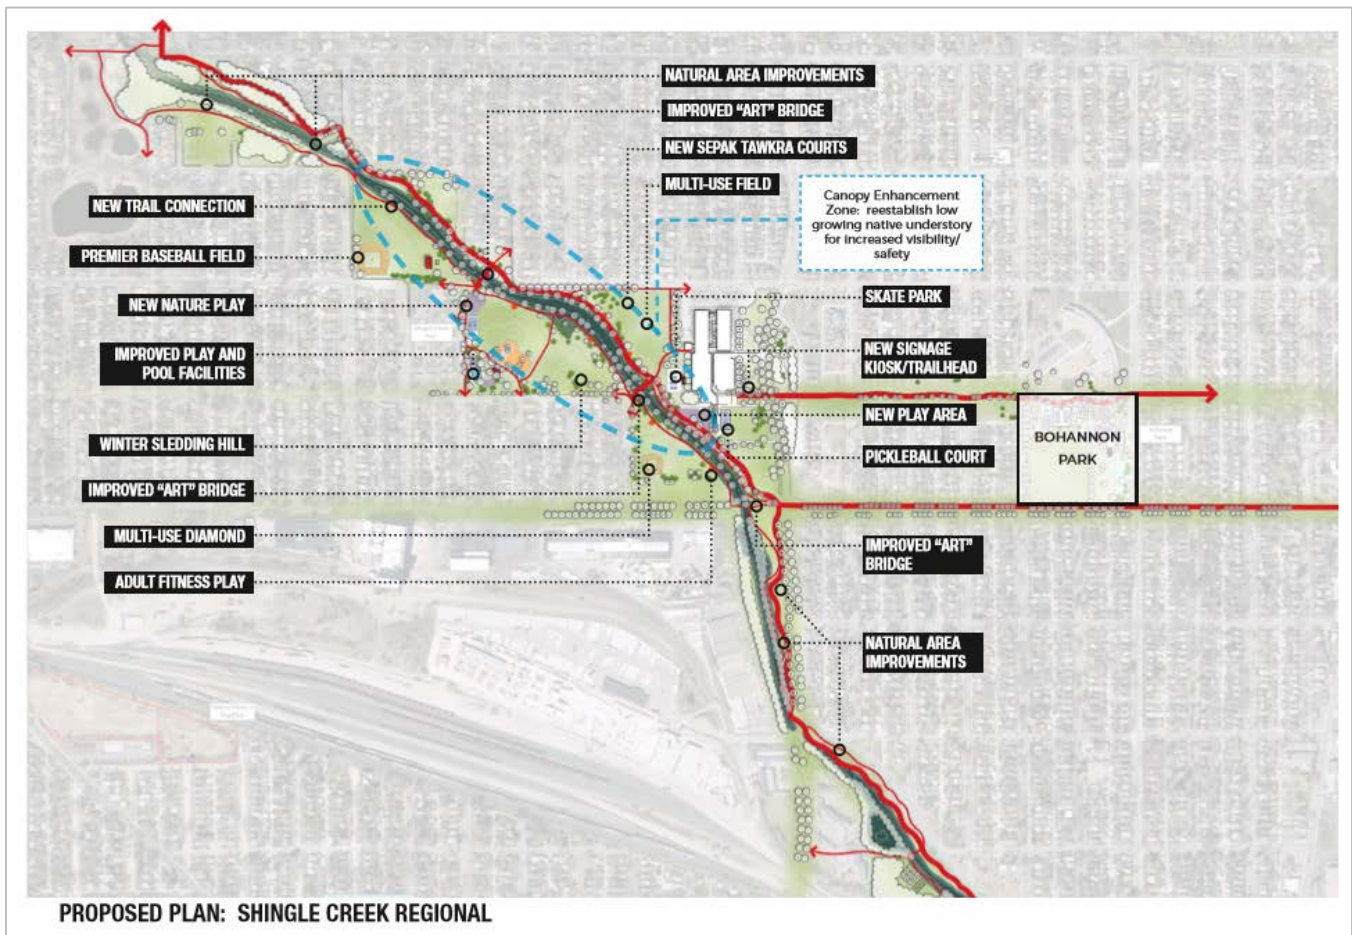 NATURAL AREA IMPROVEMENTS
IMPROVED “ART” BRIDGE
NEW SEPAK TAWKRA COURTS
MULTI-USE FIELD
Canopy Enhancement
Zone: reestablish low
growing native understory
for increased visibility/
safety
NEW TRAIL CONNECTION
PREMIER BASEBALL FIELD
NEW NATURE PLAY
IMPROVED PLAY AND
POOL FACILITIES
WINTER SLEDDING HILL
IMPROVED “ART” BRIDGE
MULTI-USE DIAMOND
ADULT FITNESS PLAY
SKATE PARK
NEW SIGNAGE
KIOSK/TRAILHEAD
NEW PLAY AREA
PICKLEBALL COURT
BOHANNON
PARK
IMPROVED “ART”
BRIDGE
NATURAL AREA
IMPROVEMENTS
PROPOSED PLAN: SHINGLE CREEK REGIONAL